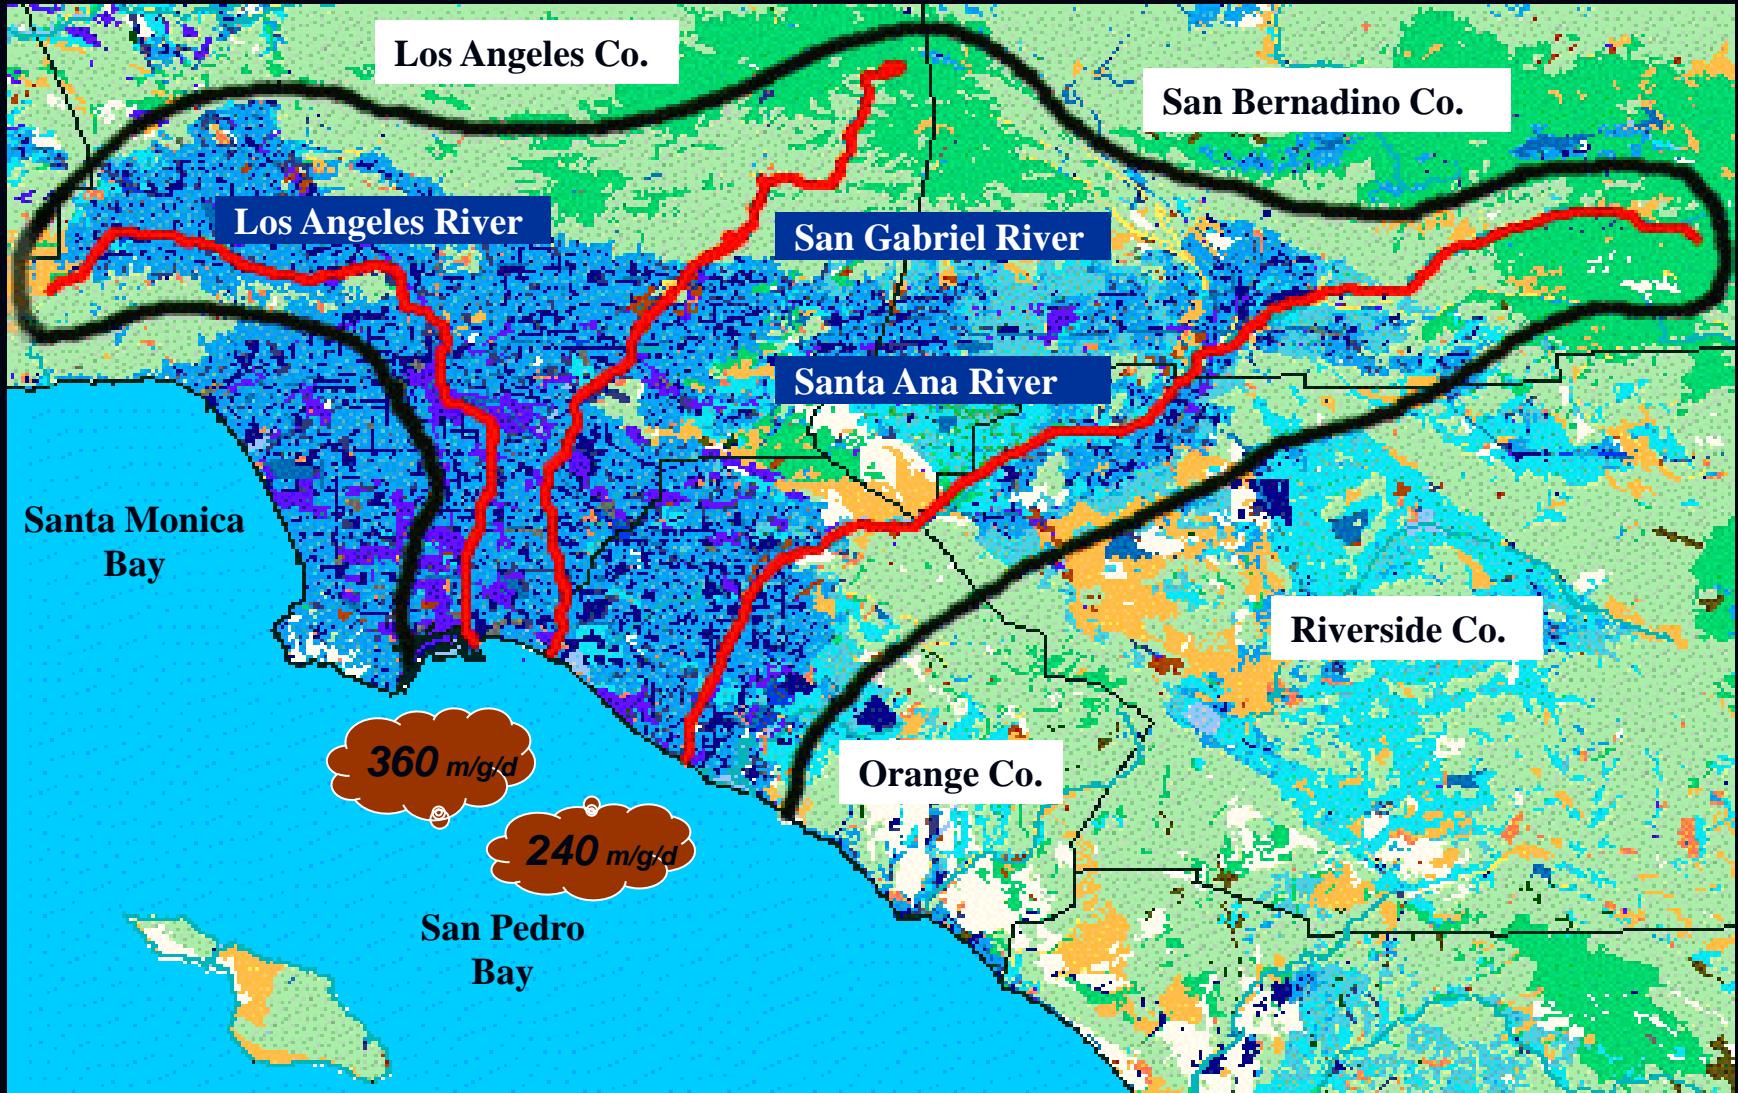 Los Angeles Co.
San Bernadino Co.
Los Angeles River
San Gabriel River
Santa Ana River
Santa Monica
Bay
Riverside Co.
360 m/g/d
Orange Co.
240 m/g/d
San Pedro
Bay